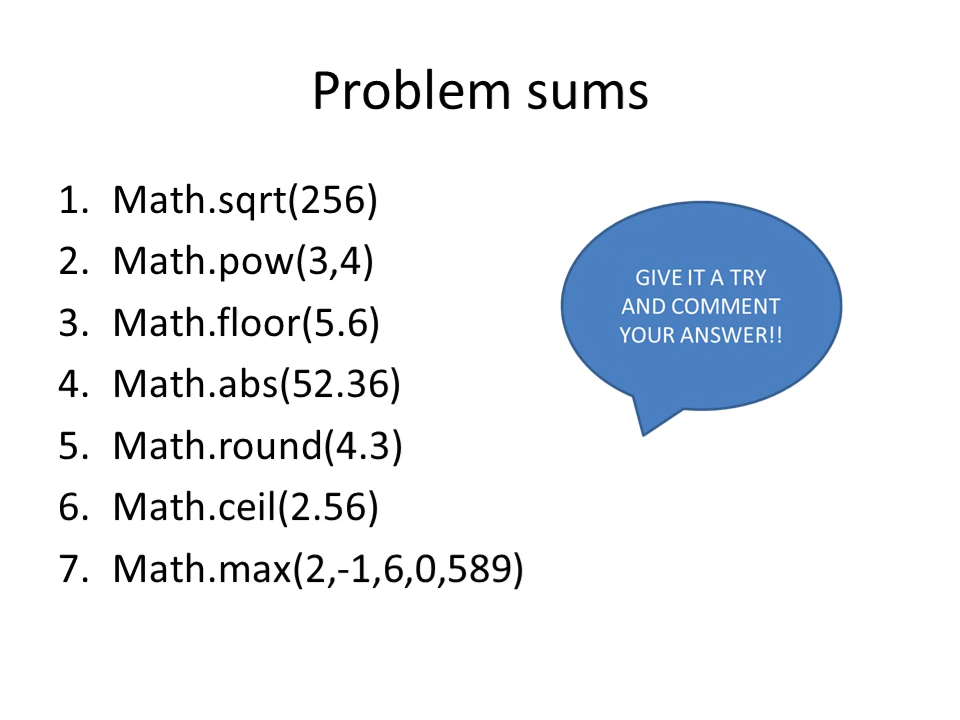 Problem sums
1. Math.sqrt(256)
2. Math.pow(3,4)
3. Math.floor(5.6)
4. Math.abs(52.36)
5. Math.round(4.3)
6. Math.ceil(2.56)
7. Math.max(2,-1,6,0,589)
GIVE IT A TRY
AND COMMENT
YOUR ANSWER!!